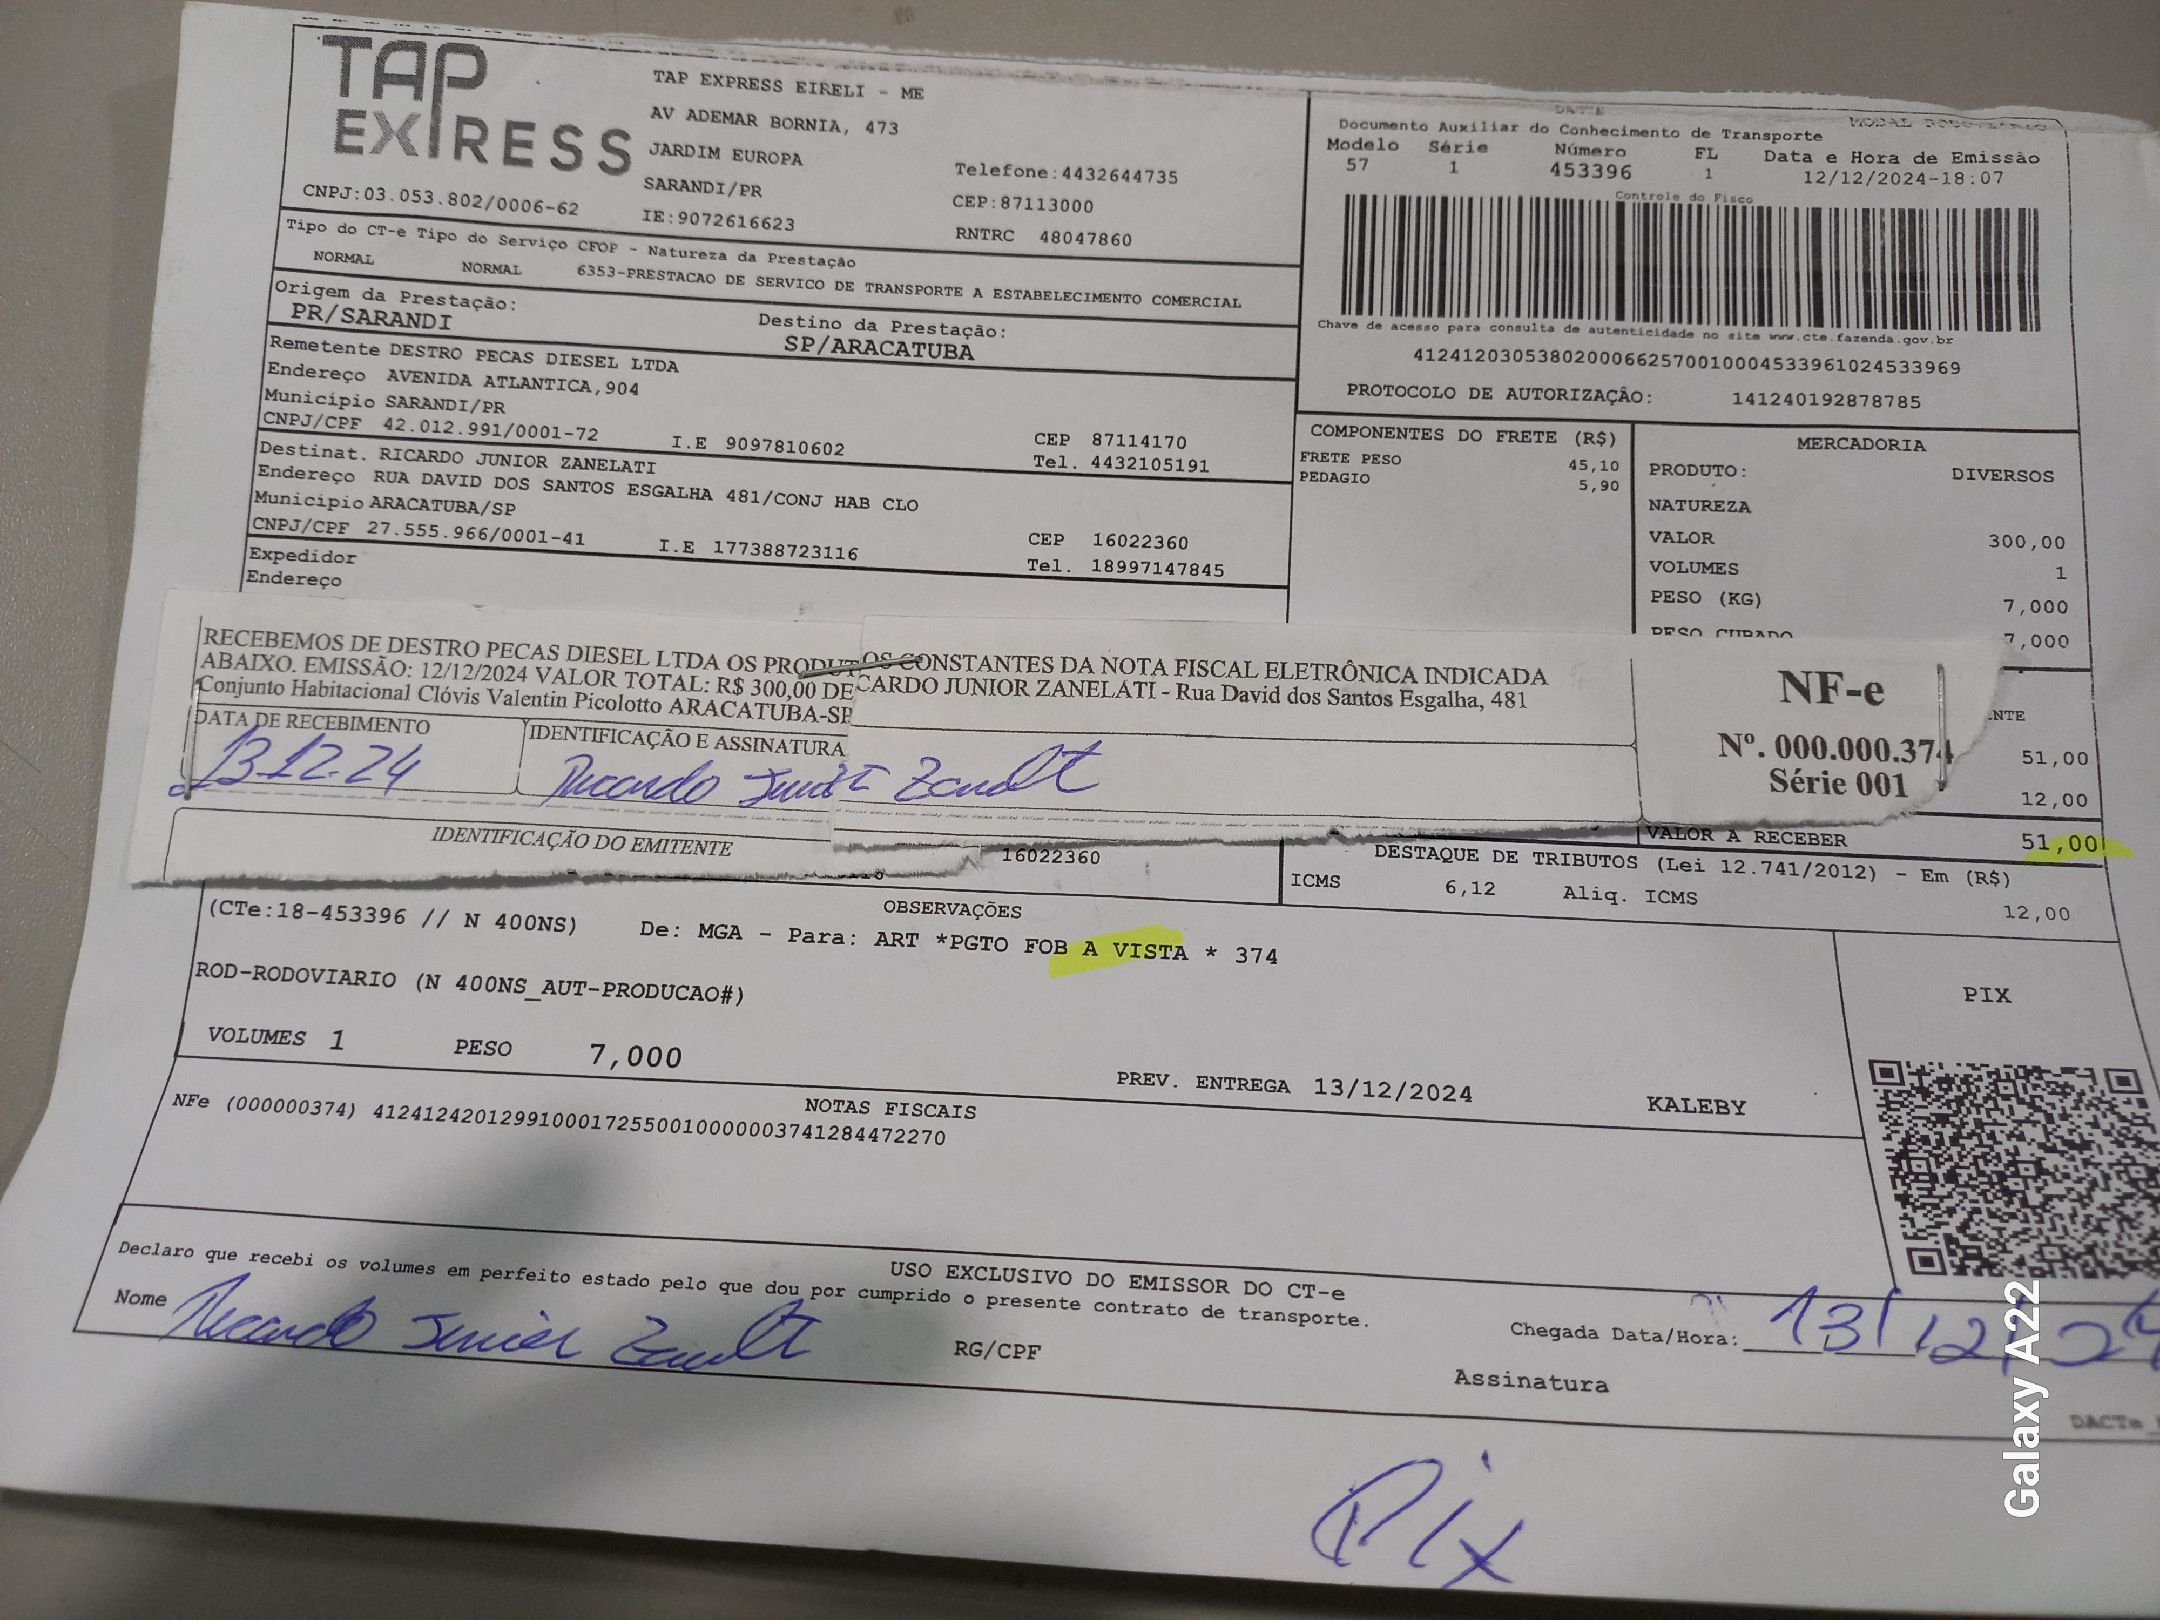 TAP EXPRESS
TAP EXPRESS EIRELI - ME
AV ADEMAR BORNIA, 473
JARDIM EUROPA
SARANDI/PR
IE:9072616623
Telefone:4432644735
CEP:87113000
RNTRC 48047860
CNPJ:03.053.802/0006-62
DACTE
MODAL RODOVIARIO
Documento Auxiliar do Conhecimento de Transporte
Modelo Série Número FL Data e Hora de Emissão
57 1 453396 1 12/12/2024-18:07
Controle do Fisco
Chave de acesso para consulta de autenticidade no site www.cte.fazenda.gov.br
41241203053802000662570010004533961024533969
PROTOCOLO DE AUTORIZAÇÃO: 141240192878785
Tipo do CT-e Tipo do Serviço CFOP - Natureza da Prestação
NORMAL NORMAL 6353-PRESTACAO DE SERVICO DE TRANSPORTE A ESTABELECIMENTO COMERCIAL
Origem da Prestação:
PR/SARANDI
Destino da Prestação:
SP/ARACATUBA
Remetente DESTRO PECAS DIESEL LTDA
Endereço AVENIDA ATLANTICA,904
Município SARANDI/PR
CNPJ/CPF 42.012.991/0001-72 I.E 9097810602
CEP 87114170
Tel. 4432105191
Destinat. RICARDO JUNIOR ZANELATI
Endereço RUA DAVID DOS SANTOS ESGALHA 481/CONJ HAB CLO
Município ARACATUBA/SP
CNPJ/CPF 27.555.966/0001-41 I.E 177388723116
CEP 16022360
Tel. 18997147845
Expedidor
Endereço
COMPONENTES DO FRETE (R$)
FRETE PESO 45,10
PEDAGIO 5,90
MERCADORIA
PRODUTO: DIVERSOS
NATUREZA
VALOR 300,00
VOLUMES 1
PESO (KG) 7,000
PESO CUBADO 7,000
RECEBEMOS DE DESTRO PECAS DIESEL LTDA OS PRODUTOS CONSTANTES DA NOTA FISCAL ELETRÔNICA INDICADA
ABAIXO. EMISSÃO: 12/12/2024 VALOR TOTAL: R$ 300,00 DE CARDO JUNIOR ZANELATI - Rua David dos Santos Esgalha, 481
Conjunto Habitacional Clóvis Valentin Picolotto ARACATUBA-SP
DATA DE RECEBIMENTO
13.12.24
IDENTIFICAÇÃO E ASSINATURA
Ricardo Zanelati
NF-e
Nº. 000.000.374
Série 001
IDENTIFICAÇÃO DO EMITENTE
NTE
51,00
12,00
VALOR A RECEBER 51,00
16022360
DESTAQUE DE TRIBUTOS (Lei 12.741/2012) - Em (R$)
ICMS 6,12 Aliq. ICMS 12,00
OBSERVAÇÕES
(CTe:18-453396 // N 400NS) De: MGA - Para: ART *PGTO FOB A VISTA * 374
ROD-RODOVIARIO (N 400NS_AUT-PRODUCAO#)
VOLUMES 1 PESO 7,000
PREV. ENTREGA 13/12/2024 KALEBY
PIX
NOTAS FISCAIS
NFe (000000374) 41241242012991000172550010000003741284472270
USO EXCLUSIVO DO EMISSOR DO CT-e
Declaro que recebi os volumes em perfeito estado pelo que dou por cumprido o presente contrato de transporte.
Nome Ricardo Junior Zanelati
RG/CPF
Chegada Data/Hora: 13/12/24
Assinatura
DACTe_
Pix
Galaxy A22